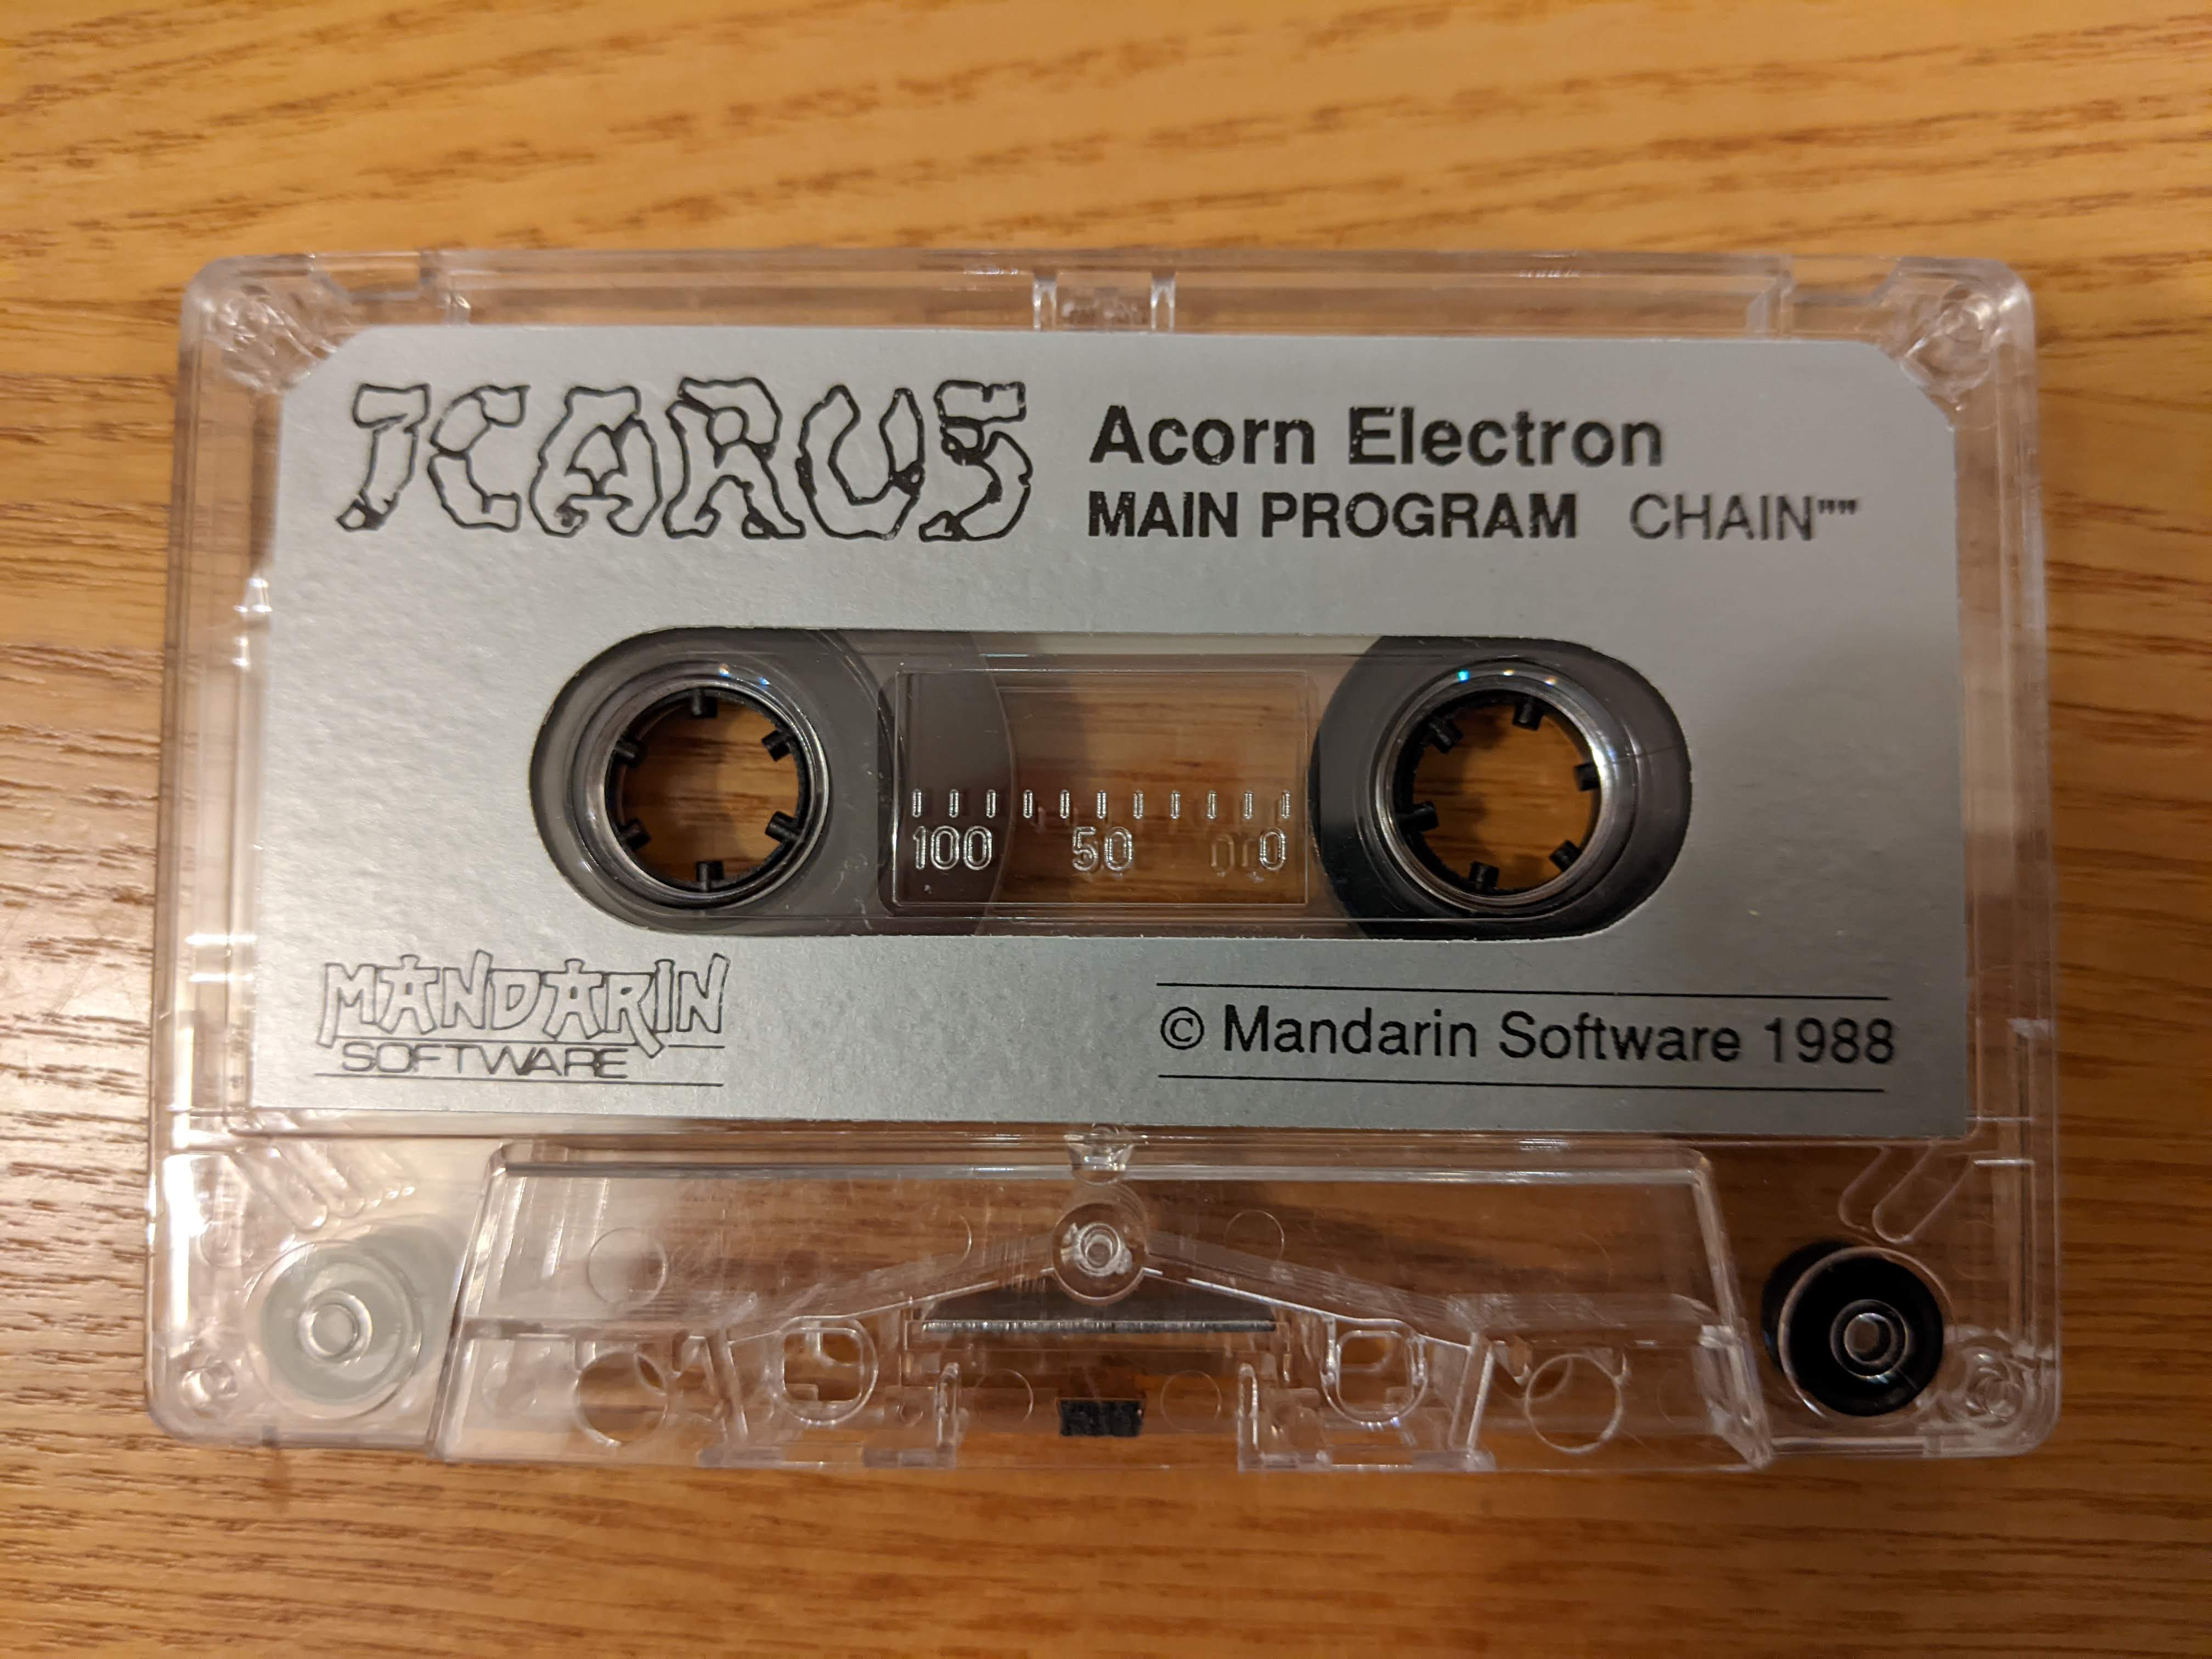 ICARUS
Acorn Electron
MAIN PROGRAM CHAIN""
100 50 0
MANDARIN
SOFTWARE
© Mandarin Software 1988